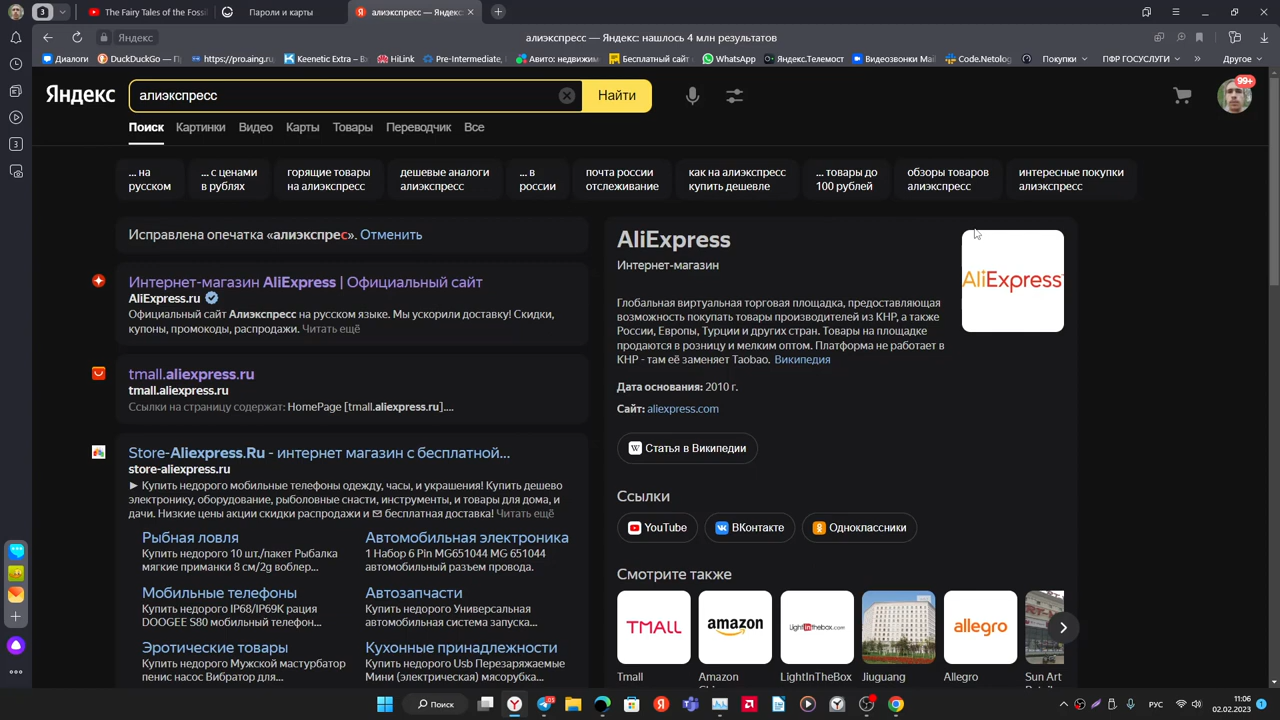 3
The Fairy Tales of the Fossi
Пароли и карты
алиэкспресс — Яндекс:
Яндекс
алиэкспресс — Яндекс: нашлось 4 млн результатов
Диалоги
DuckDuckGo — П
https://pro.aing.ru
Keenetic Extra – В
HiLink
Pre-Intermediate,
Авито: недвижи
Бесплатный сайт
WhatsApp
Яндекс.Телемост
Видеозвонки Mail
Code.Netolog
Покупки
ПФР ГОСУСЛУГИ
Другое
Яндекс
алиэкспресс
Найти
99+
Поиск
Картинки
Видео
Карты
Товары
Переводчик
Все
... на
русском
... с ценами
в рублях
горящие товары
на алиэкспресс
дешевые аналоги
алиэкспресс
... в
россии
почта россии
отслеживание
как на алиэкспресс
купить дешевле
... товары до
100 рублей
обзоры товаров
алиэкспресс
интересные покупки
алиэкспресс
Исправлена опечатка «алиэкспресс». Отменить
Интернет-магазин AliExpress | Официальный сайт
AliExpress.ru
Официальный сайт Алиэкспресс на русском языке. Мы ускорили доставку! Скидки,
купоны, промокоды, распродажи. Читать ещё
tmall.aliexpress.ru
tmall.aliexpress.ru
Ссылки на страницу содержат: HomePage [tmall.aliexpress.ru]....
Store-Aliexpress.Ru - интернет магазин с бесплатной...
store-aliexpress.ru
► Купить недорого мобильные телефоны одежду, часы, и украшения! Купить дешево
электронику, оборудование, рыболовные снасти, инструменты, и товары для дома, и
дачи. Низкие цены акции скидки распродажи и ✉ бесплатная доставка! Читать ещё
Рыбная ловля
Купить недорого 10 шт./пакет Рыбалка
мягкие приманки 8 см/2g воблер...
Автомобильная электроника
1 Набор 6 Pin MG651044 MG 651044
автомобильный разъем провода.
Мобильные телефоны
Купить недорого IP68/IP69K рация
DOOGEE S80 мобильный телефон...
Автозапчасти
Купить недорого Универсальная
автомобильная система запуска...
Эротические товары
Купить недорого Мужской мастурбатор
пенис насос Вибратор для...
Кухонные принадлежности
Купить недорого Usb Перезаряжаемые
Мини (електрическа) мясорубка...
AliExpress
Интернет-магазин
AliExpress
Глобальная виртуальная торговая площадка, предоставляющая
возможность покупать товары производителей из КНР, а также
России, Европы, Турции и других стран. Товары на площадке
продаются в розницу и мелким оптом. Платформа не работает в
КНР - там её заменяет Taobao. Википедия
Дата основания: 2010 г.
Сайт: aliexpress.com
W Статья в Википедии
Ссылки
YouTube
ВКонтакте
Одноклассники
Смотрите также
TMALL
amazon
LightInTheBox.com
allegro
Tmall
Amazon
LightInTheBox
Jiuguang
Allegro
Sun Art
3
Поиск
РУС
11:06
02.02.2023